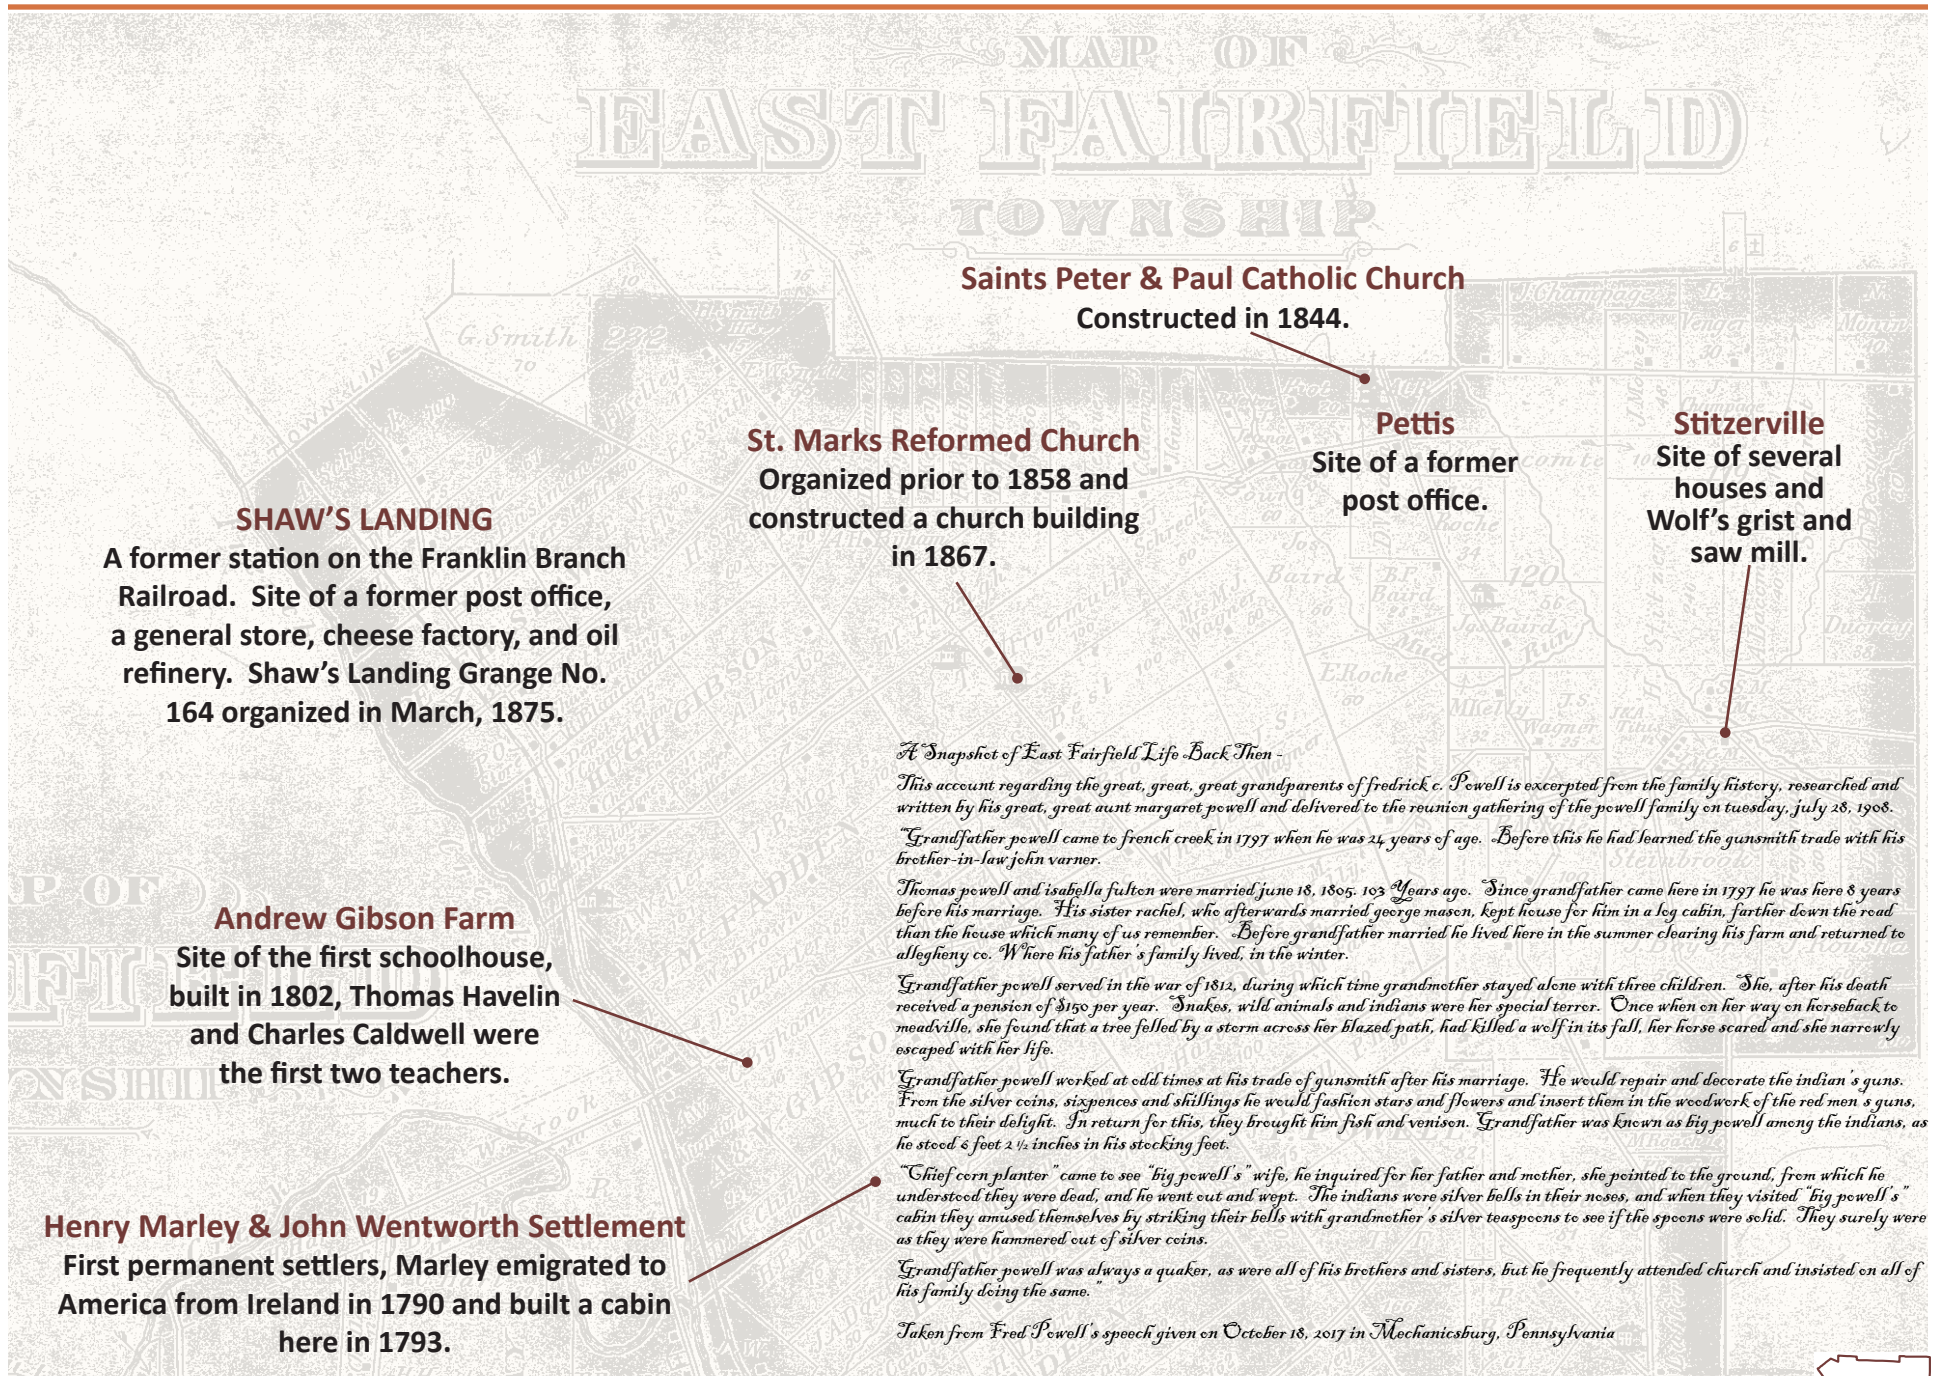 MAP OF
EAST FAIRFIELD
TOWNSHIP
Saints Peter & Paul Catholic Church
Constructed in 1844.
Pettis
Site of a former
post office.
Stitzerville
Site of several
houses and
Wolf's grist and
saw mill.
St. Marks Reformed Church
Organized prior to 1858 and
constructed a church building
in 1867.
SHAW'S LANDING
A former station on the Franklin Branch
Railroad.  Site of a former post office,
a general store, cheese factory, and oil
refinery.  Shaw's Landing Grange No.
164 organized in March, 1875.
Andrew Gibson Farm
Site of the first schoolhouse,
built in 1802, Thomas Havelin
and Charles Caldwell were
the first two teachers.
Henry Marley & John Wentworth Settlement
First permanent settlers, Marley emigrated to
America from Ireland in 1790 and built a cabin
here in 1793.
A Snapshot of East Fairfield Life Back Then -
This account regarding the great, great, great grandparents of fredrick c. Powell is excerpted from the family history, researched and
written by his great, great aunt margaret powell and delivered to the reunion gathering of the powell family on tuesday, july 28, 1908.
"Grandfather powell came to french creek in 1797 when he was 24 years of age.  Before this he had learned the gunsmith trade with his
brother-in-law john varner.
Thomas powell and isabella fulton were married june 18, 1805. 103 Years ago.  Since grandfather came here in 1797 he was here 8 years
before his marriage.  His sister rachel, who afterwards married george mason, kept house for him in a log cabin, farther down the road
than the house which many of us remember.  Before grandfather married he lived here in the summer clearing his farm and returned to
allegheny co. Where his father's family lived, in the winter.
Grandfather powell served in the war of 1812, during which time grandmother stayed alone with three children.  She, after his death
received a pension of $150 per year.  Snakes, wild animals and indians were her special terror.  Once when on her way on horseback to
meadville, she found that a tree felled by a storm across her blazed path, had killed a wolf in its fall, her horse scared and she narrowly
escaped with her life.
Grandfather powell worked at odd times at his trade of gunsmith after his marriage.  He would repair and decorate the indian's guns.
From the silver coins, sixpences and shillings he would fashion stars and flowers and insert them in the woodwork of the red men's guns,
much to their delight.  In return for this, they brought him fish and venison. Grandfather was known as big powell among the indians, as
he stood 6 feet 2 ½ inches in his stocking feet.
"Chief corn planter" came to see "big powell's" wife, he inquired for her father and mother, she pointed to the ground, from which he
understood they were dead, and he went out and wept.  The indians wore silver bells in their noses, and when they visited "big powell's"
cabin they amused themselves by striking their bells with grandmother's silver teaspoons to see if the spoons were solid.  They surely were
as they were hammered out of silver coins.
Grandfather powell was always a quaker, as were all of his brothers and sisters, but he frequently attended church and insisted on all of
his family doing the same."
Taken from Fred Powell's speech given on October 18, 2017 in Mechanicsburg, Pennsylvania